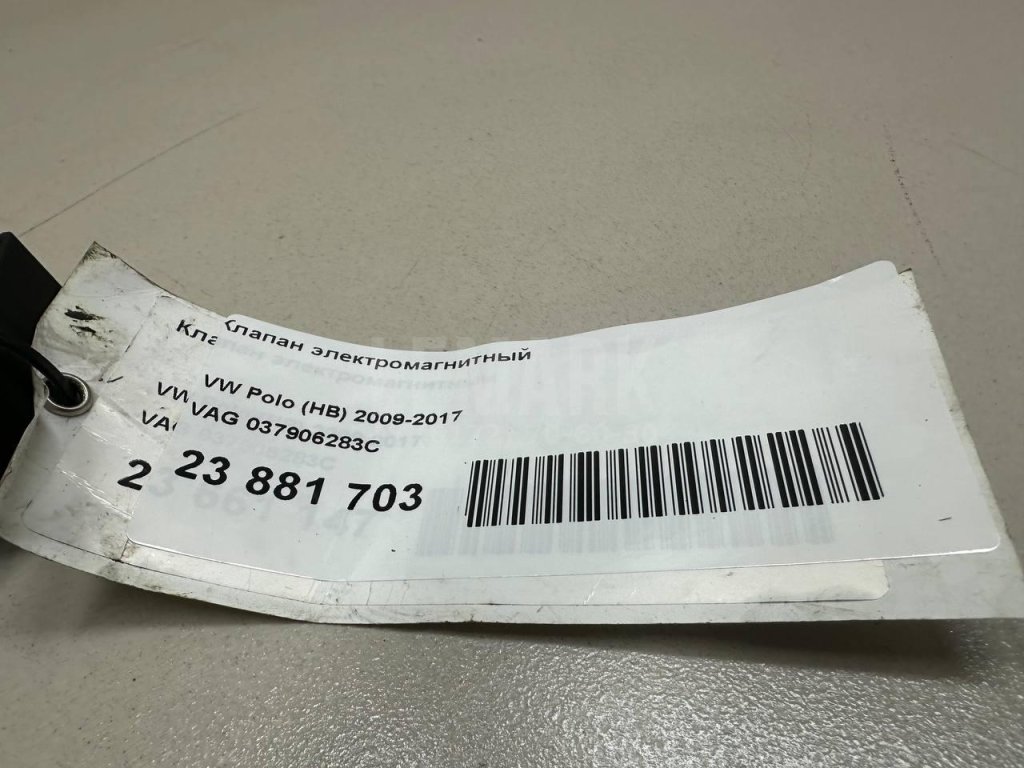 Клапан электромагнитный
VW Polo (HB) 2009-2017
VAG 037906283C
23 881 703